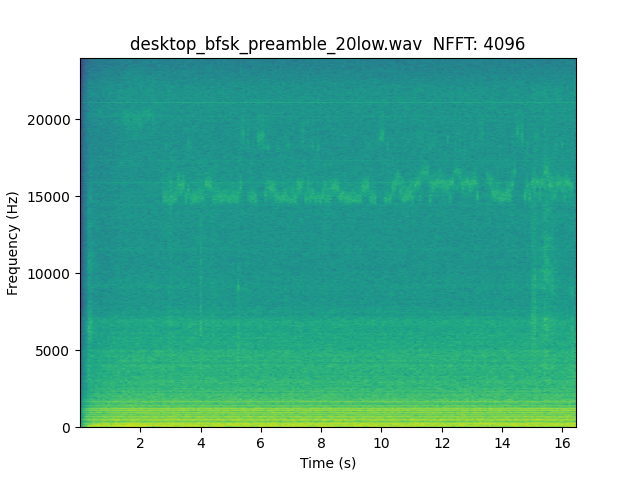 desktop_bfsk_preamble_20low.wav  NFFT: 4096
20000
15000
10000
5000
0
Frequency (Hz)
2 4 6 8 10 12 14 16
Time (s)